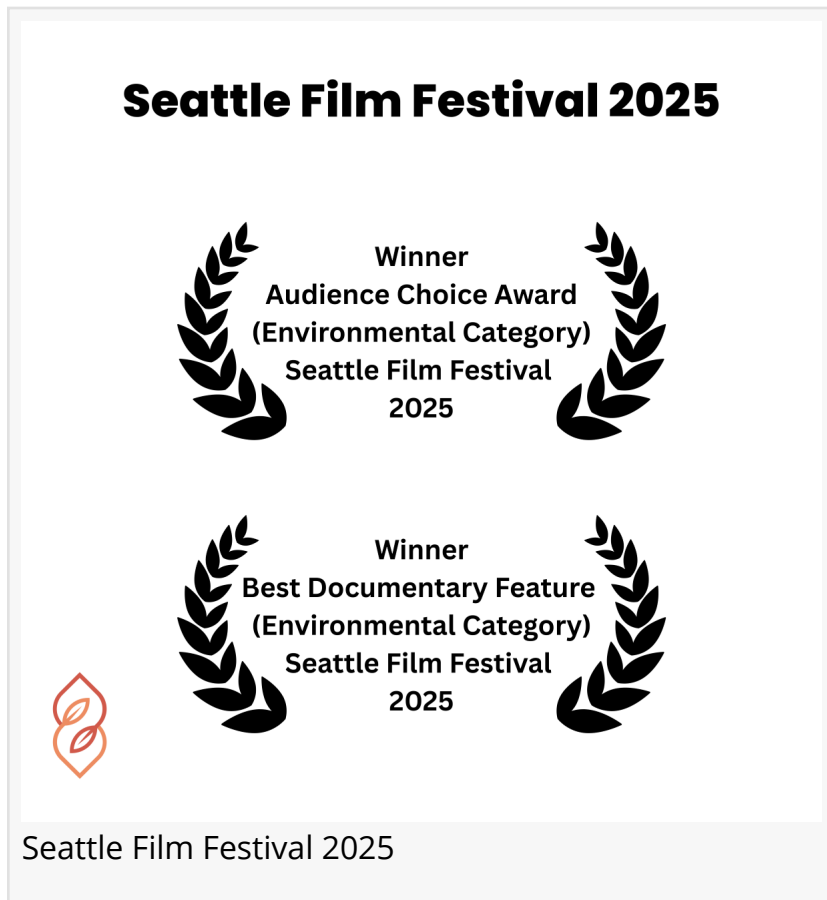 Seattle Film Festival 2025
Winner
Audience Choice Award
(Environmental Category)
Seattle Film Festival
2025
Winner
Best Documentary Feature
(Environmental Category)
Seattle Film Festival
2025
Seattle Film Festival 2025